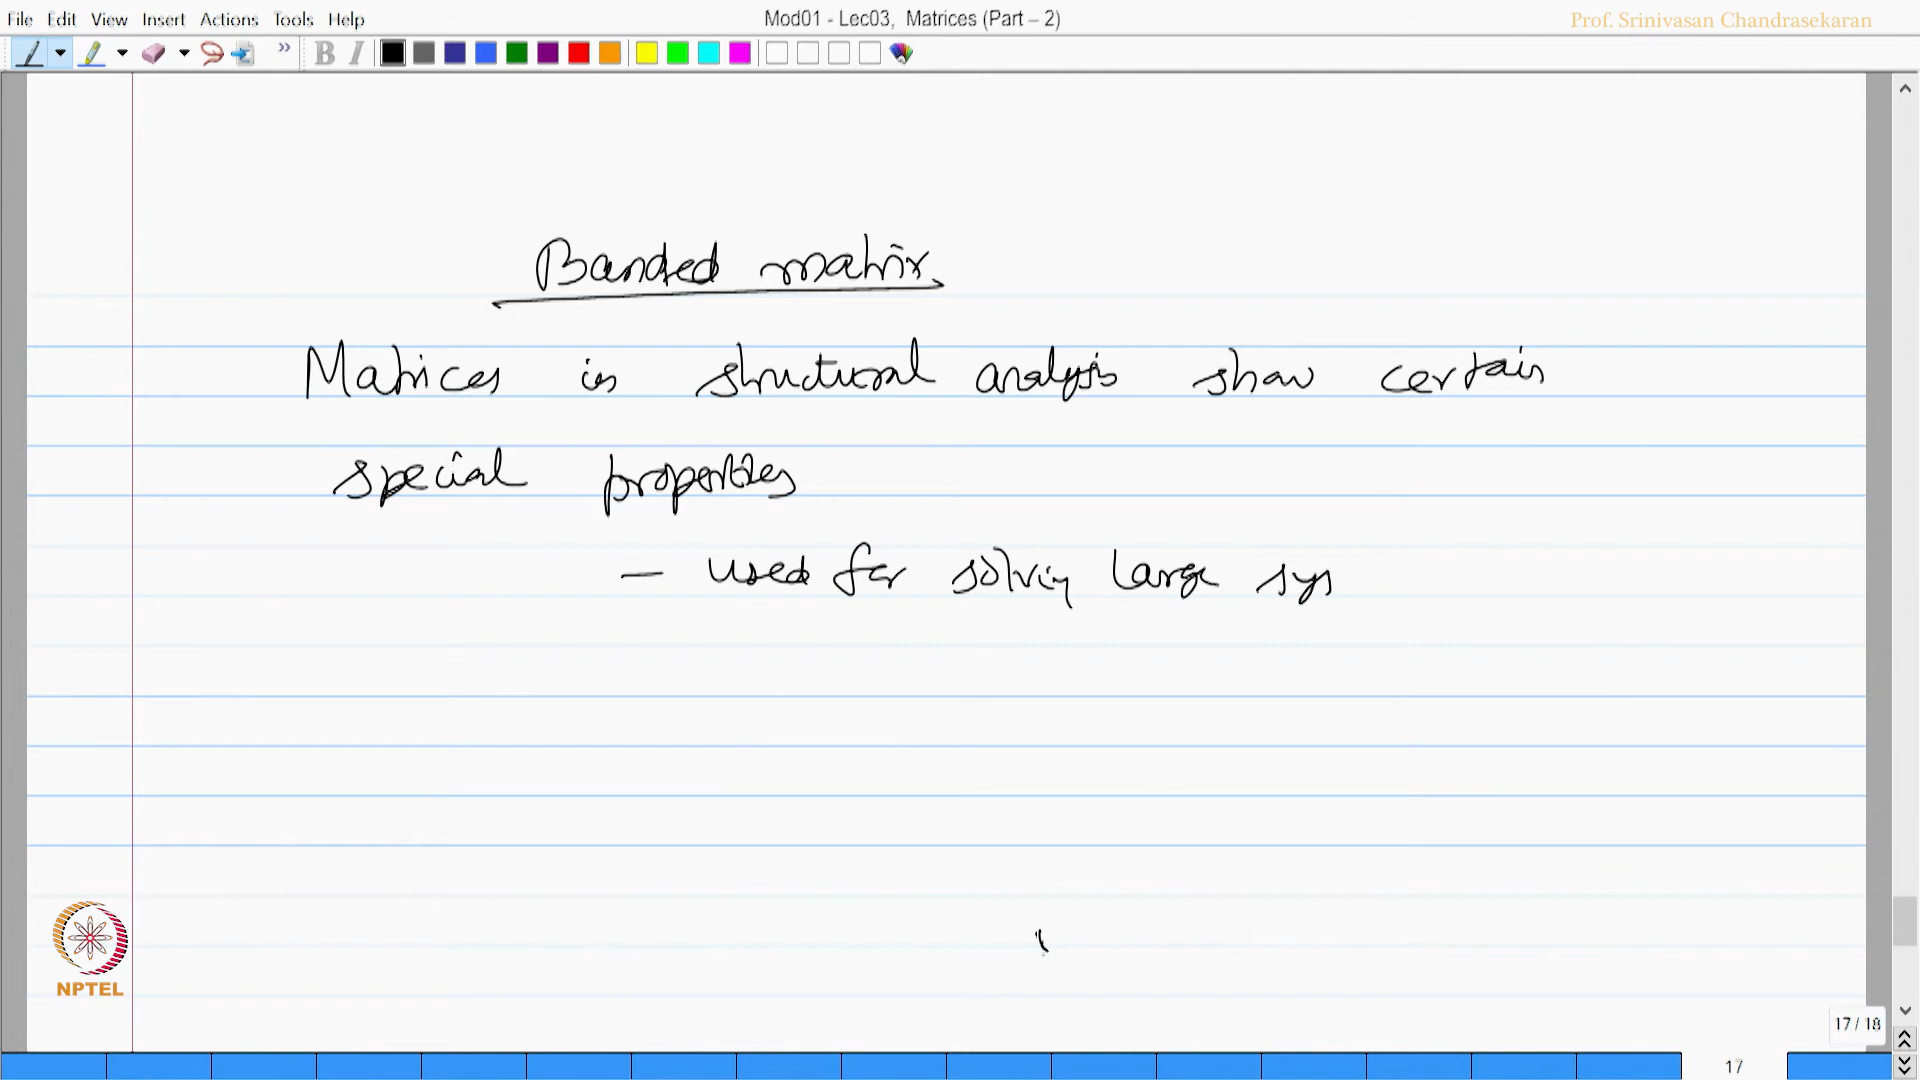 File Edit View Insert Actions Tools Help
Mod01 - Lec03, Matrices (Part – 2)
Prof. Srinivasan Chandrasekaran
B I
Banded matrix
Matrices in structural analysis show certain
special properties
— used for solving large sys
NPTEL
17 / 18
17